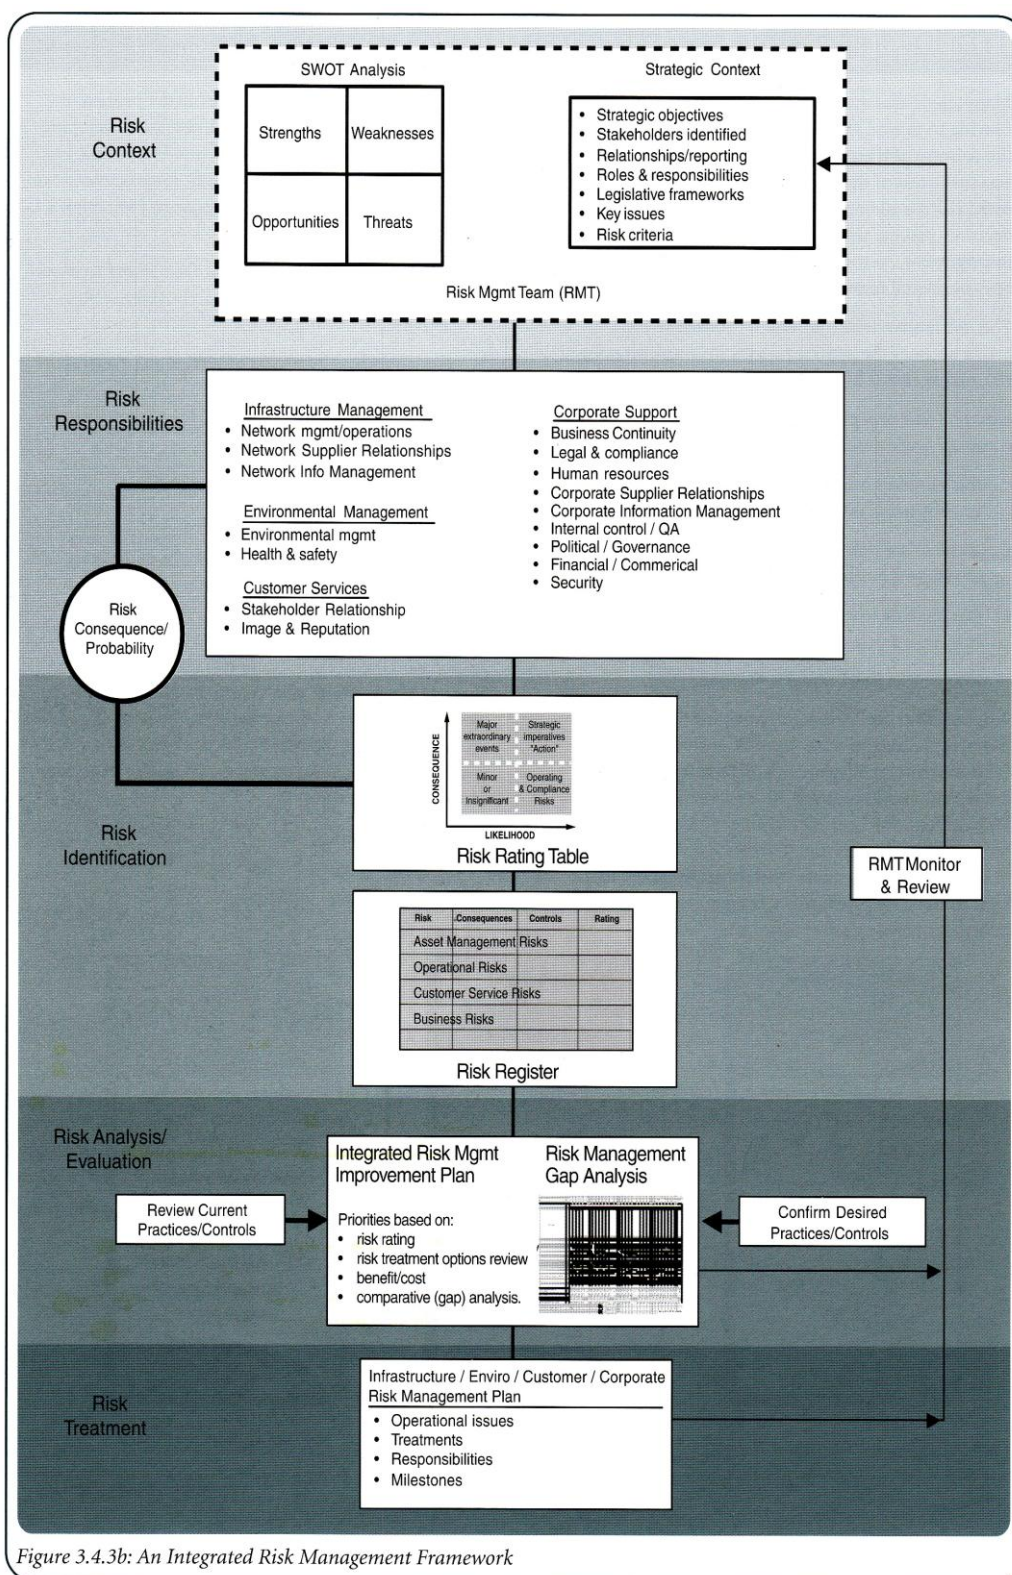 Risk
Context
SWOT Analysis
Strengths
Weaknesses
Opportunities
Threats
Strategic Context
• Strategic objectives
• Stakeholders identified
• Relationships/reporting
• Roles & responsibilities
• Legislative frameworks
• Key issues
• Risk criteria
Risk Mgmt Team (RMT)
Risk
Responsibilities
Infrastructure Management
• Network mgmt/operations
• Network Supplier Relationships
• Network Info Management
Environmental Management
• Environmental mgmt
• Health & safety
Customer Services
• Stakeholder Relationship
• Image & Reputation
Corporate Support
• Business Continuity
• Legal & compliance
• Human resources
• Corporate Supplier Relationships
• Corporate Information Management
• Internal control / QA
• Political / Governance
• Financial / Commerical
• Security
Risk
Consequence/
Probability
Risk
Identification
CONSEQUENCE
Major
extraordinary
events
Strategic
imperatives
"Action"
Minor
or
Insignificant
Operating
& Compliance
Risks
LIKELIHOOD
Risk Rating Table
RMT Monitor
& Review
Risk Consequences Controls Rating
Asset Management Risks
Operational Risks
Customer Service Risks
Business Risks
Risk Register
Risk Analysis/
Evaluation
Review Current
Practices/Controls
Integrated Risk Mgmt
Improvement Plan
Priorities based on:
• risk rating
• risk treatment options review
• benefit/cost
• comparative (gap) analysis.
Risk Management
Gap Analysis
Confirm Desired
Practices/Controls
Risk
Treatment
Infrastructure / Enviro / Customer / Corporate
Risk Management Plan
• Operational issues
• Treatments
• Responsibilities
• Milestones
Figure 3.4.3b: An Integrated Risk Management Framework